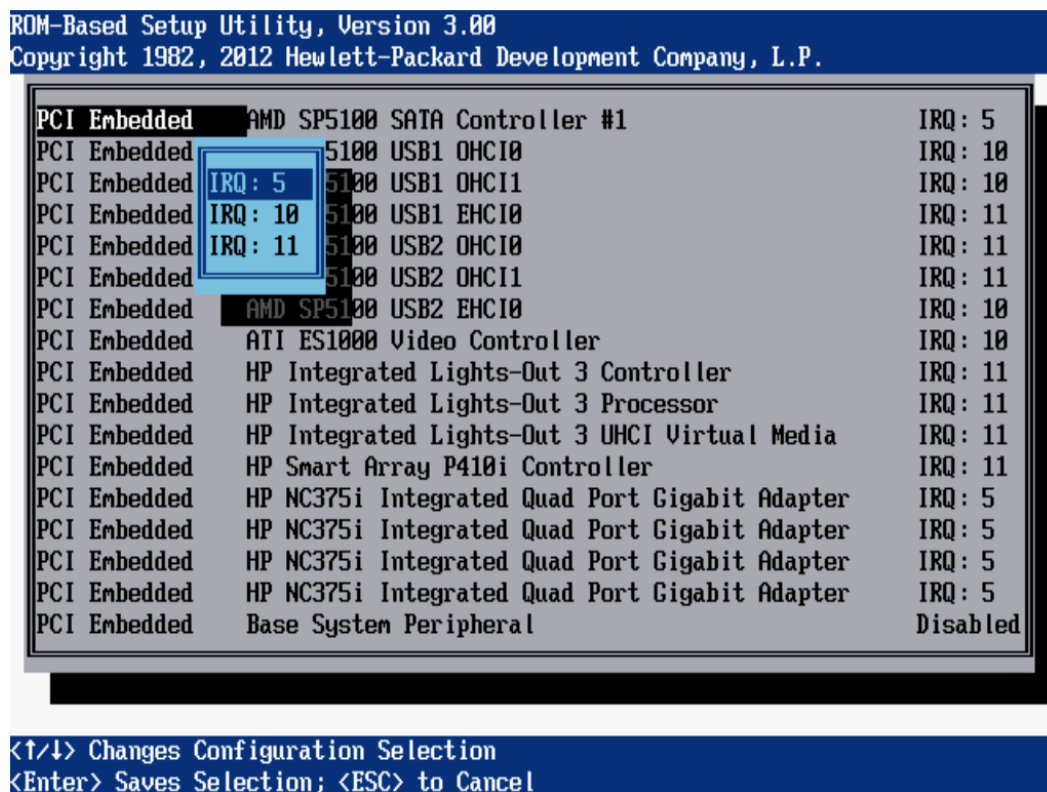 ROM-Based Setup Utility, Version 3.00
Copyright 1982, 2012 Hewlett-Packard Development Company, L.P.
PCI Embedded AMD SP5100 SATA Controller #1 IRQ: 5
PCI Embedded 5100 USB1 OHCI0 IRQ: 10
PCI Embedded IRQ: 5 5100 USB1 OHCI1 IRQ: 10
PCI Embedded IRQ: 10 5100 USB1 EHCI0 IRQ: 11
PCI Embedded IRQ: 11 5100 USB2 OHCI0 IRQ: 11
PCI Embedded 5100 USB2 OHCI1 IRQ: 11
PCI Embedded AMD SP5100 USB2 EHCI0 IRQ: 10
PCI Embedded ATI ES1000 Video Controller IRQ: 10
PCI Embedded HP Integrated Lights-Out 3 Controller IRQ: 11
PCI Embedded HP Integrated Lights-Out 3 Processor IRQ: 11
PCI Embedded HP Integrated Lights-Out 3 UHCI Virtual Media IRQ: 11
PCI Embedded HP Smart Array P410i Controller IRQ: 11
PCI Embedded HP NC375i Integrated Quad Port Gigabit Adapter IRQ: 5
PCI Embedded HP NC375i Integrated Quad Port Gigabit Adapter IRQ: 5
PCI Embedded HP NC375i Integrated Quad Port Gigabit Adapter IRQ: 5
PCI Embedded HP NC375i Integrated Quad Port Gigabit Adapter IRQ: 5
PCI Embedded Base System Peripheral Disabled
<↑/↓> Changes Configuration Selection
<Enter> Saves Selection; <ESC> to Cancel